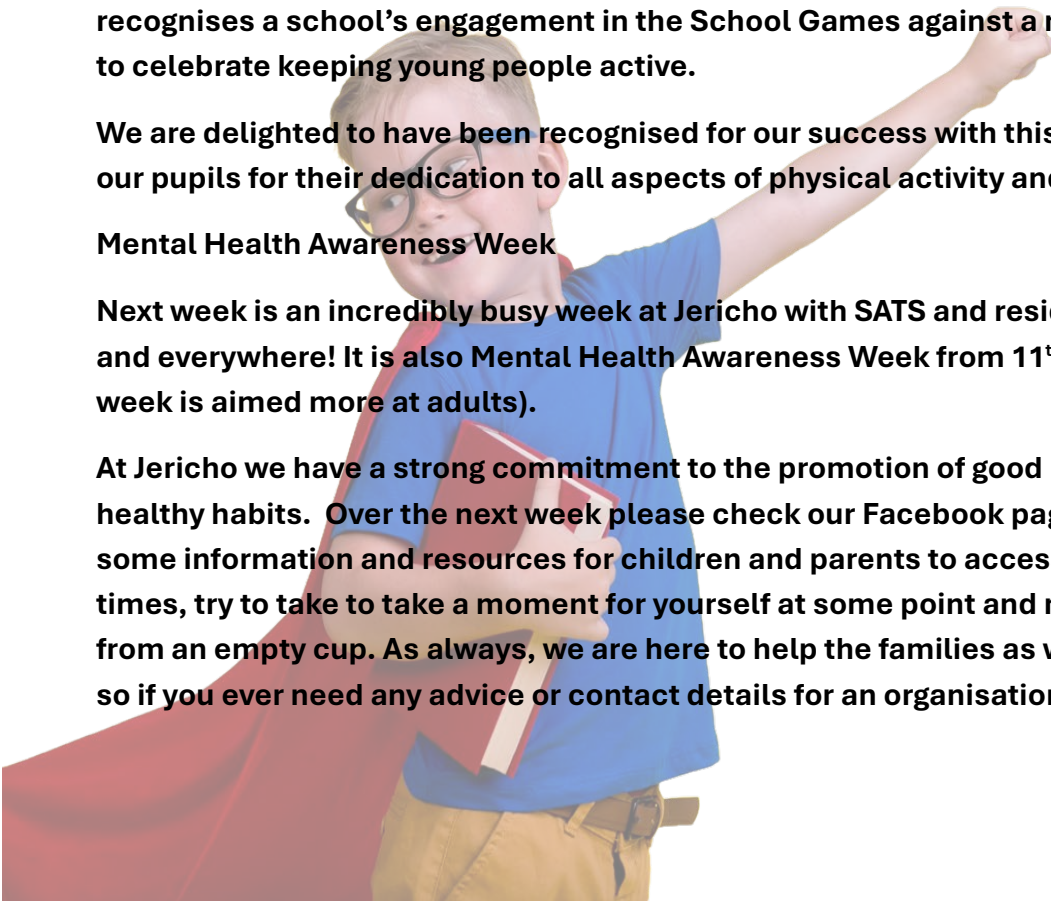 recognises a school's engagement in the School Games against a
to celebrate keeping young people active.
We are delighted to have been recognised for our success with this
our pupils for their dedication to all aspects of physical activity and
Mental Health Awareness Week
Next week is an incredibly busy week at Jericho with SATS and
and everywhere! It is also Mental Health Awareness Week from 11
week is aimed more at adults).
At Jericho we have a strong commitment to the promotion of good
healthy habits.  Over the next week please check our Facebook
some information and resources for children and parents to
times, try to take to take a moment for yourself at some point and
from an empty cup. As always, we are here to help the families as
so if you ever need any advice or contact details for an